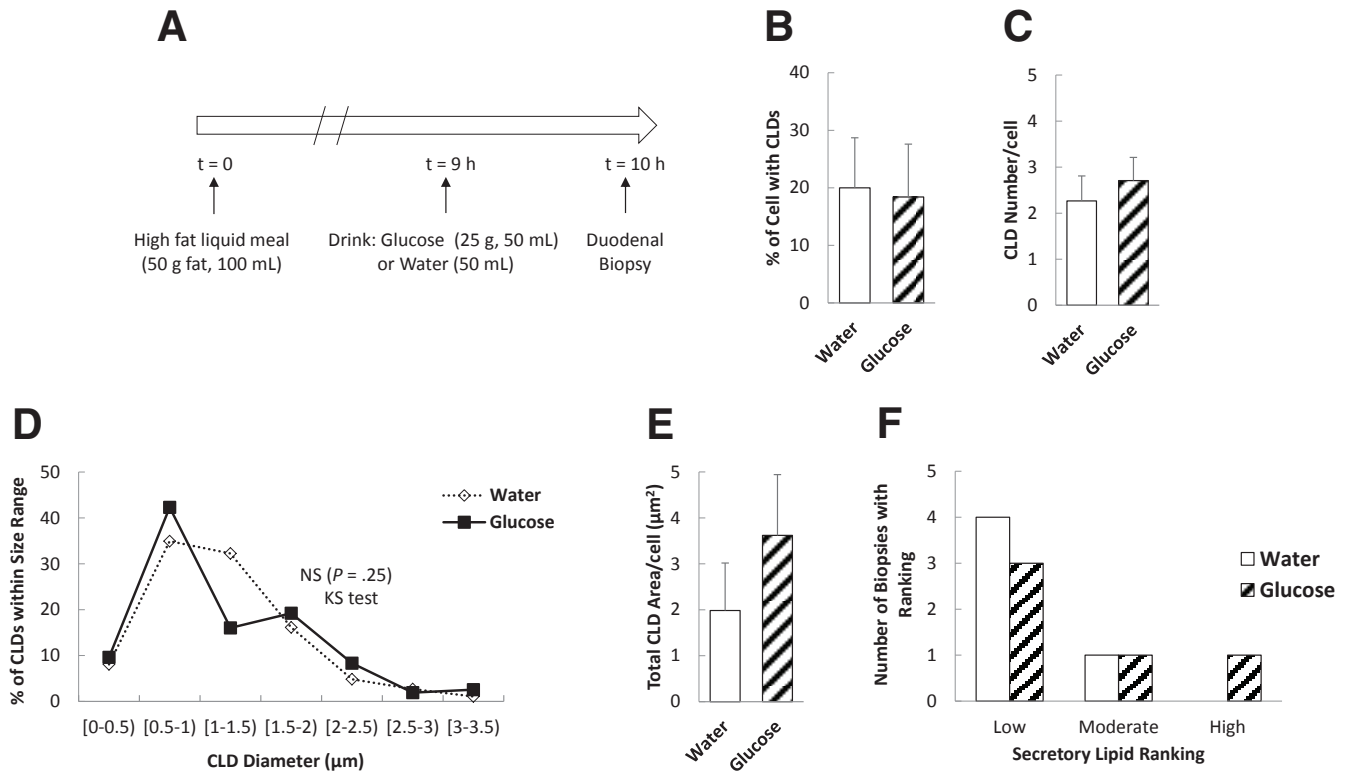 A
t = 0
t = 9 h
t = 10 h
High fat liquid meal
(50 g fat, 100 mL)
Drink: Glucose (25 g, 50 mL)
or Water (50 mL)
Duodenal
Biopsy
B
% of Cell with CLDs
40
30
20
10
0
Water
Glucose
C
CLD Number/cell
5
4
3
2
1
0
Water
Glucose
D
% of CLDs within Size Range
50
40
30
20
10
0
Water
Glucose
NS (P = .25)
KS test
[0-0.5) [0.5-1) [1-1.5) [1.5-2) [2-2.5) [2.5-3) [3-3.5)
CLD Diameter (μm)
E
Total CLD Area/cell (μm²)
5
4
3
2
1
0
Water
Glucose
F
Number of Biopsies with
Ranking
5
4
3
2
1
0
Water
Glucose
Low Moderate High
Secretory Lipid Ranking